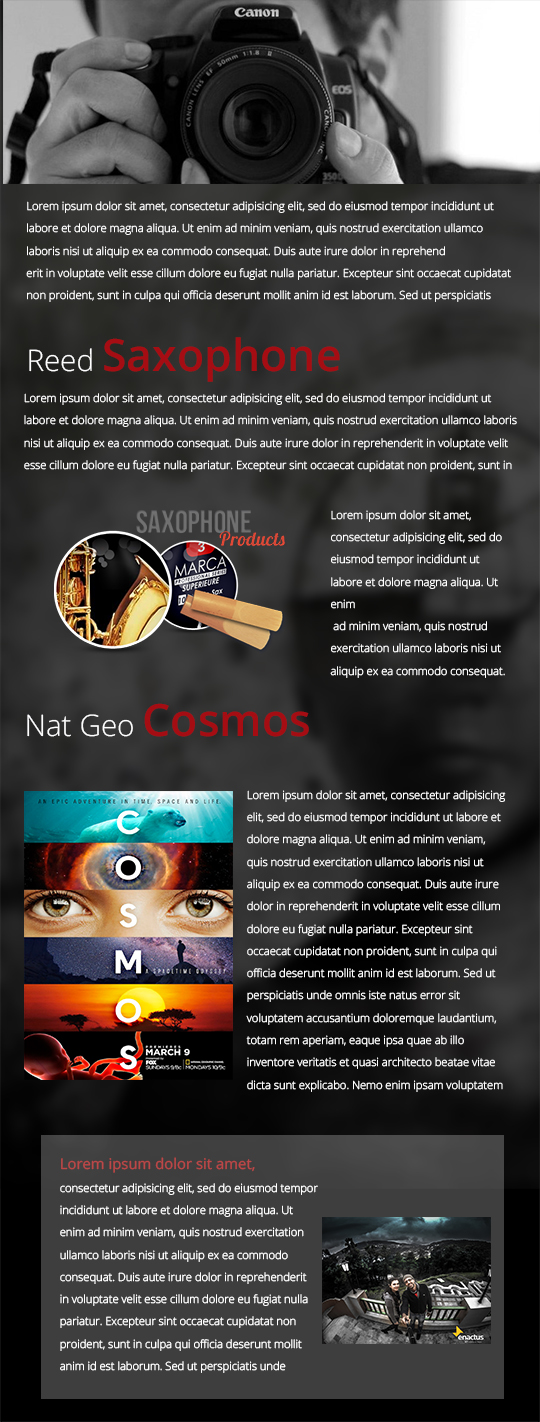 Canon
CANON LENS EF 50mm 1:1.8 II
EOS
350D
Lorem ipsum dolor sit amet, consectetur adipisicing elit, sed do eiusmod tempor incididunt ut
labore et dolore magna aliqua. Ut enim ad minim veniam, quis nostrud exercitation ullamco
laboris nisi ut aliquip ex ea commodo consequat. Duis aute irure dolor in reprehend
erit in voluptate velit esse cillum dolore eu fugiat nulla pariatur. Excepteur sint occaecat cupidatat
non proident, sunt in culpa qui officia deserunt mollit anim id est laborum. Sed ut perspiciatis
Reed Saxophone
Lorem ipsum dolor sit amet, consectetur adipisicing elit, sed do eiusmod tempor incididunt ut
labore et dolore magna aliqua. Ut enim ad minim veniam, quis nostrud exercitation ullamco laboris
nisi ut aliquip ex ea commodo consequat. Duis aute irure dolor in reprehenderit in voluptate velit
esse cillum dolore eu fugiat nulla pariatur. Excepteur sint occaecat cupidatat non proident, sunt in
SAXOPHONE
Products
3
MARCA
PROFESSIONAL SERIES
SUPERIEURE
10
Sax
Lorem ipsum dolor sit amet,
consectetur adipisicing elit, sed do
eiusmod tempor incididunt ut
labore et dolore magna aliqua. Ut
enim
ad minim veniam, quis nostrud
exercitation ullamco laboris nisi ut
aliquip ex ea commodo consequat.
Nat Geo Cosmos
AN EPIC ADVENTURE IN TIME, SPACE AND LIFE.
C
O
S
M
A SPACETIME ODYSSEY
O
S
PREMIERES
MARCH 9
FOX
SUNDAYS 9/8c
NATIONAL GEOGRAPHIC CHANNEL
MONDAYS 10/9c
Lorem ipsum dolor sit amet, consectetur adipisicing
elit, sed do eiusmod tempor incididunt ut labore et
dolore magna aliqua. Ut enim ad minim veniam,
quis nostrud exercitation ullamco laboris nisi ut
aliquip ex ea commodo consequat. Duis aute irure
dolor in reprehenderit in voluptate velit esse cillum
dolore eu fugiat nulla pariatur. Excepteur sint
occaecat cupidatat non proident, sunt in culpa qui
officia deserunt mollit anim id est laborum. Sed ut
perspiciatis unde omnis iste natus error sit
voluptatem accusantium doloremque laudantium,
totam rem aperiam, eaque ipsa quae ab illo
inventore veritatis et quasi architecto beatae vitae
dicta sunt explicabo. Nemo enim ipsam voluptatem
Lorem ipsum dolor sit amet,
consectetur adipisicing elit, sed do eiusmod tempor
incididunt ut labore et dolore magna aliqua. Ut
enim ad minim veniam, quis nostrud exercitation
ullamco laboris nisi ut aliquip ex ea commodo
consequat. Duis aute irure dolor in reprehenderit
in voluptate velit esse cillum dolore eu fugiat nulla
pariatur. Excepteur sint occaecat cupidatat non
proident, sunt in culpa qui officia deserunt mollit
anim id est laborum. Sed ut perspiciatis unde
enactus